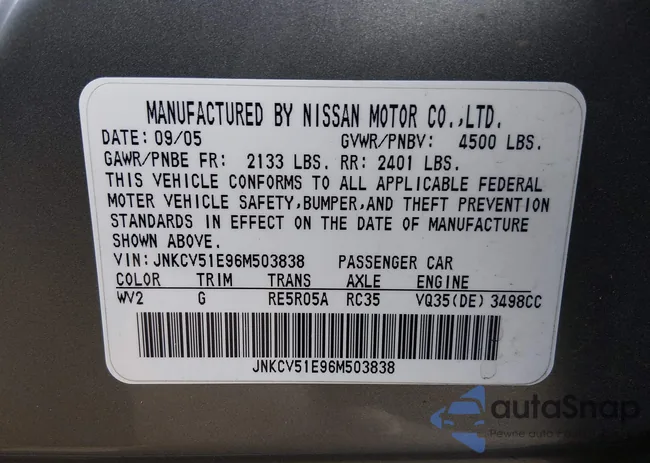 MANUFACTURED BY NISSAN MOTOR CO.,LTD.
DATE: 09/05 GVWR/PNBV: 4500 LBS.
GAWR/PNBE FR: 2133 LBS. RR: 2401 LBS.
THIS VEHICLE CONFORMS TO ALL APPLICABLE FEDERAL
MOTER VEHICLE SAFETY,BUMPER,AND THEFT PREVENTION
STANDARDS IN EFFECT ON THE DATE OF MANUFACTURE
SHOWN ABOVE.
VIN: JNKCV51E96M503838 PASSENGER CAR
COLOR TRIM TRANS AXLE ENGINE
WV2 G RE5R05A RC35 VQ35(DE) 3498CC
JNKCV51E96M503838
autoSnap
Pewne auta